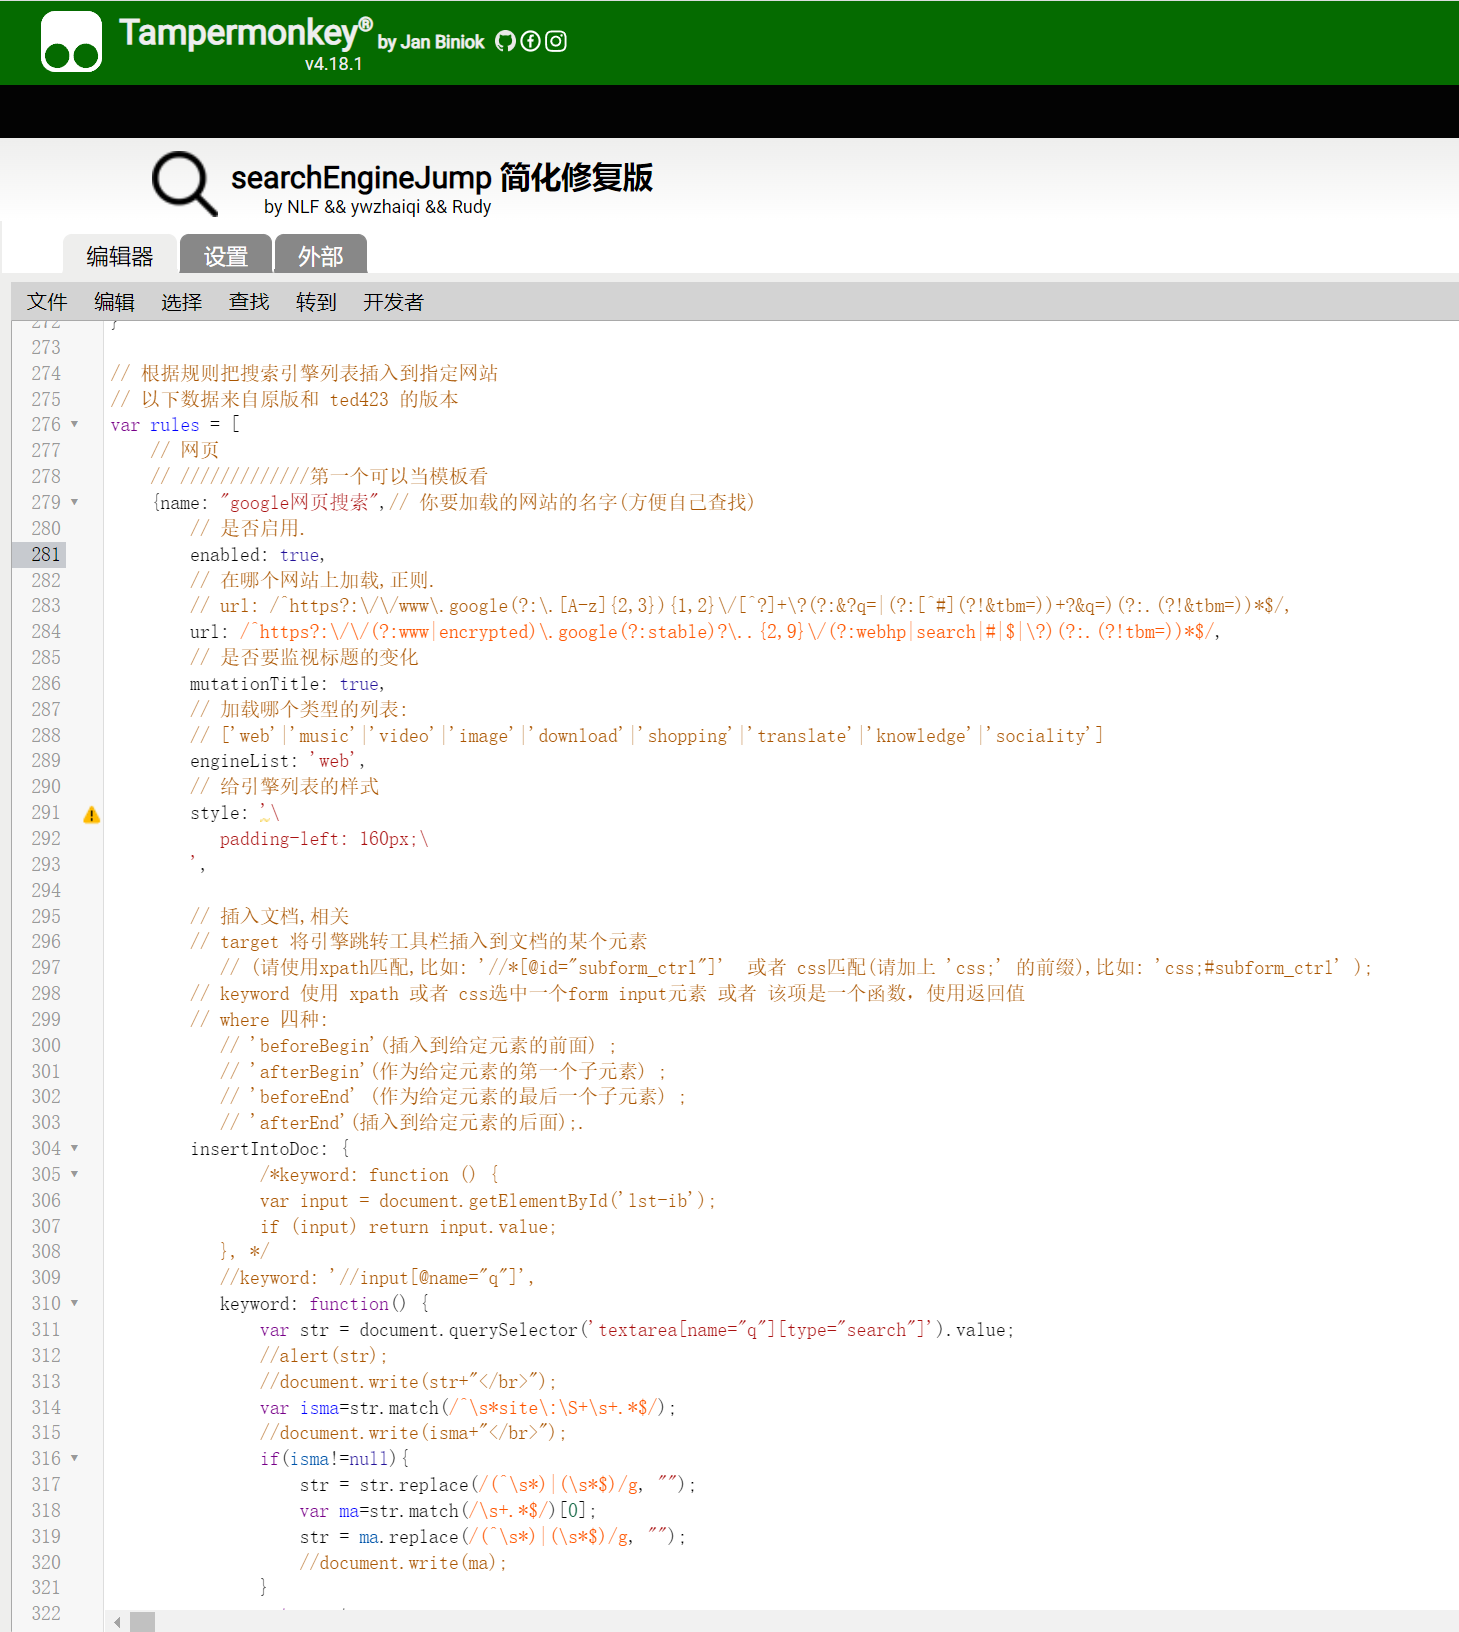 Tampermonkey® by Jan Biniok
v4.18.1
searchEngineJump 简化修复版
by NLF && ywzhaiqi && Rudy
编辑器 设置 外部
文件 编辑 选择 查找 转到 开发者
272 }
273
274 // 根据规则把搜索引擎列表插入到指定网站
275 // 以下数据来自原版和 ted423 的版本
276 var rules = [
277 // 网页
278 // /////////////第一个可以当模板看
279 {name: "google网页搜索",// 你要加载的网站的名字(方便自己查找)
280 // 是否启用.
281 enabled: true,
282 // 在哪个网站上加载,正则.
283 // url: /^https?:\/\/www\.google(?:\.[A-z]{2,3}){1,2}\/[^?]+\?(?:&?q=|(?:[^#](?!&tbm=))+?&q=)(?:.(?!&tbm=))*$/,
284 url: /^https?:\/\/(?:www|encrypted)\.google(?:stable)?\..{2,9}\/(?:webhp|search|#|$|\?)(?:.(?!tbm=))*$/,
285 // 是否要监视标题的变化
286 mutationTitle: true,
287 // 加载哪个类型的列表:
288 // ['web'|'music'|'video'|'image'|'download'|'shopping'|'translate'|'knowledge'|'sociality']
289 engineList: 'web',
290 // 给引擎列表的样式
291 style: '\
292 padding-left: 160px;\
293 ',
294
295 // 插入文档,相关
296 // target 将引擎跳转工具栏插入到文档的某个元素
297 // (请使用xpath匹配,比如: '//*[@id="subform_ctrl"]'  或者 css匹配(请加上 'css;' 的前缀),比如: 'css;#subform_ctrl' );
298 // keyword 使用 xpath 或者 css选中一个form input元素 或者 该项是一个函数，使用返回值
299 // where 四种:
300 // 'beforeBegin'(插入到给定元素的前面) ;
301 // 'afterBegin'(作为给定元素的第一个子元素) ;
302 // 'beforeEnd' (作为给定元素的最后一个子元素) ;
303 // 'afterEnd'(插入到给定元素的后面);.
304 insertIntoDoc: {
305 /*keyword: function () {
306 var input = document.getElementById('lst-ib');
307 if (input) return input.value;
308 }, */
309 //keyword: '//input[@name="q"]',
310 keyword: function() {
311 var str = document.querySelector('textarea[name="q"][type="search"]').value;
312 //alert(str);
313 //document.write(str+"</br>");
314 var isma=str.match(/^\s*site\:\S+\s+.*$/);
315 //document.write(isma+"</br>");
316 if(isma!=null){
317 str = str.replace(/(^\s*)|(\s*$)/g, "");
318 var ma=str.match(/\s+.*$/)[0];
319 str = ma.replace(/(^\s*)|(\s*$)/g, "");
320 //document.write(ma);
321 }
322